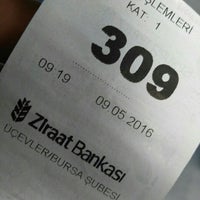 İŞLEMLERİ
KAT. 1
309
09:19
09.05.2016
Ziraat Bankası
ÜÇEVLER/BURSA ŞUBESİ